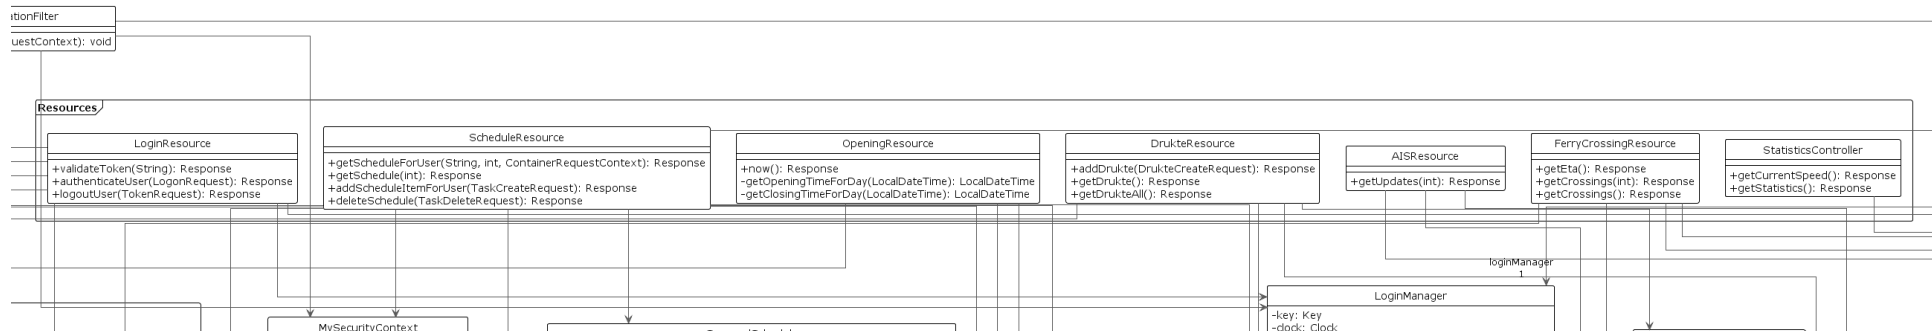 ationFilter
uestContext): void
Resources
LoginResource
+validateToken(String): Response
+authenticateUser(LogonRequest): Response
+logoutUser(TokenRequest): Response
ScheduleResource
+getScheduleForUser(String, int, ContainerRequestContext): Response
+getSchedule(int): Response
+addScheduleItemForUser(TaskCreateRequest): Response
+deleteSchedule(TaskDeleteRequest): Response
OpeningResource
+now(): Response
-getOpeningTimeForDay(LocalDateTime): LocalDateTime
-getClosingTimeForDay(LocalDateTime): LocalDateTime
DrukteResource
+addDrukte(DrukteCreateRequest): Response
+getDrukte(): Response
+getDrukteAll(): Response
AISResource
+getUpdates(int): Response
FerryCrossingResource
+getEta(): Response
+getCrossings(int): Response
+getCrossings(): Response
StatisticsController
+getCurrentSpeed(): Response
+getStatistics(): Response
loginManager
1
LoginManager
-key: Key
-clock: Clock
MySecurityContext